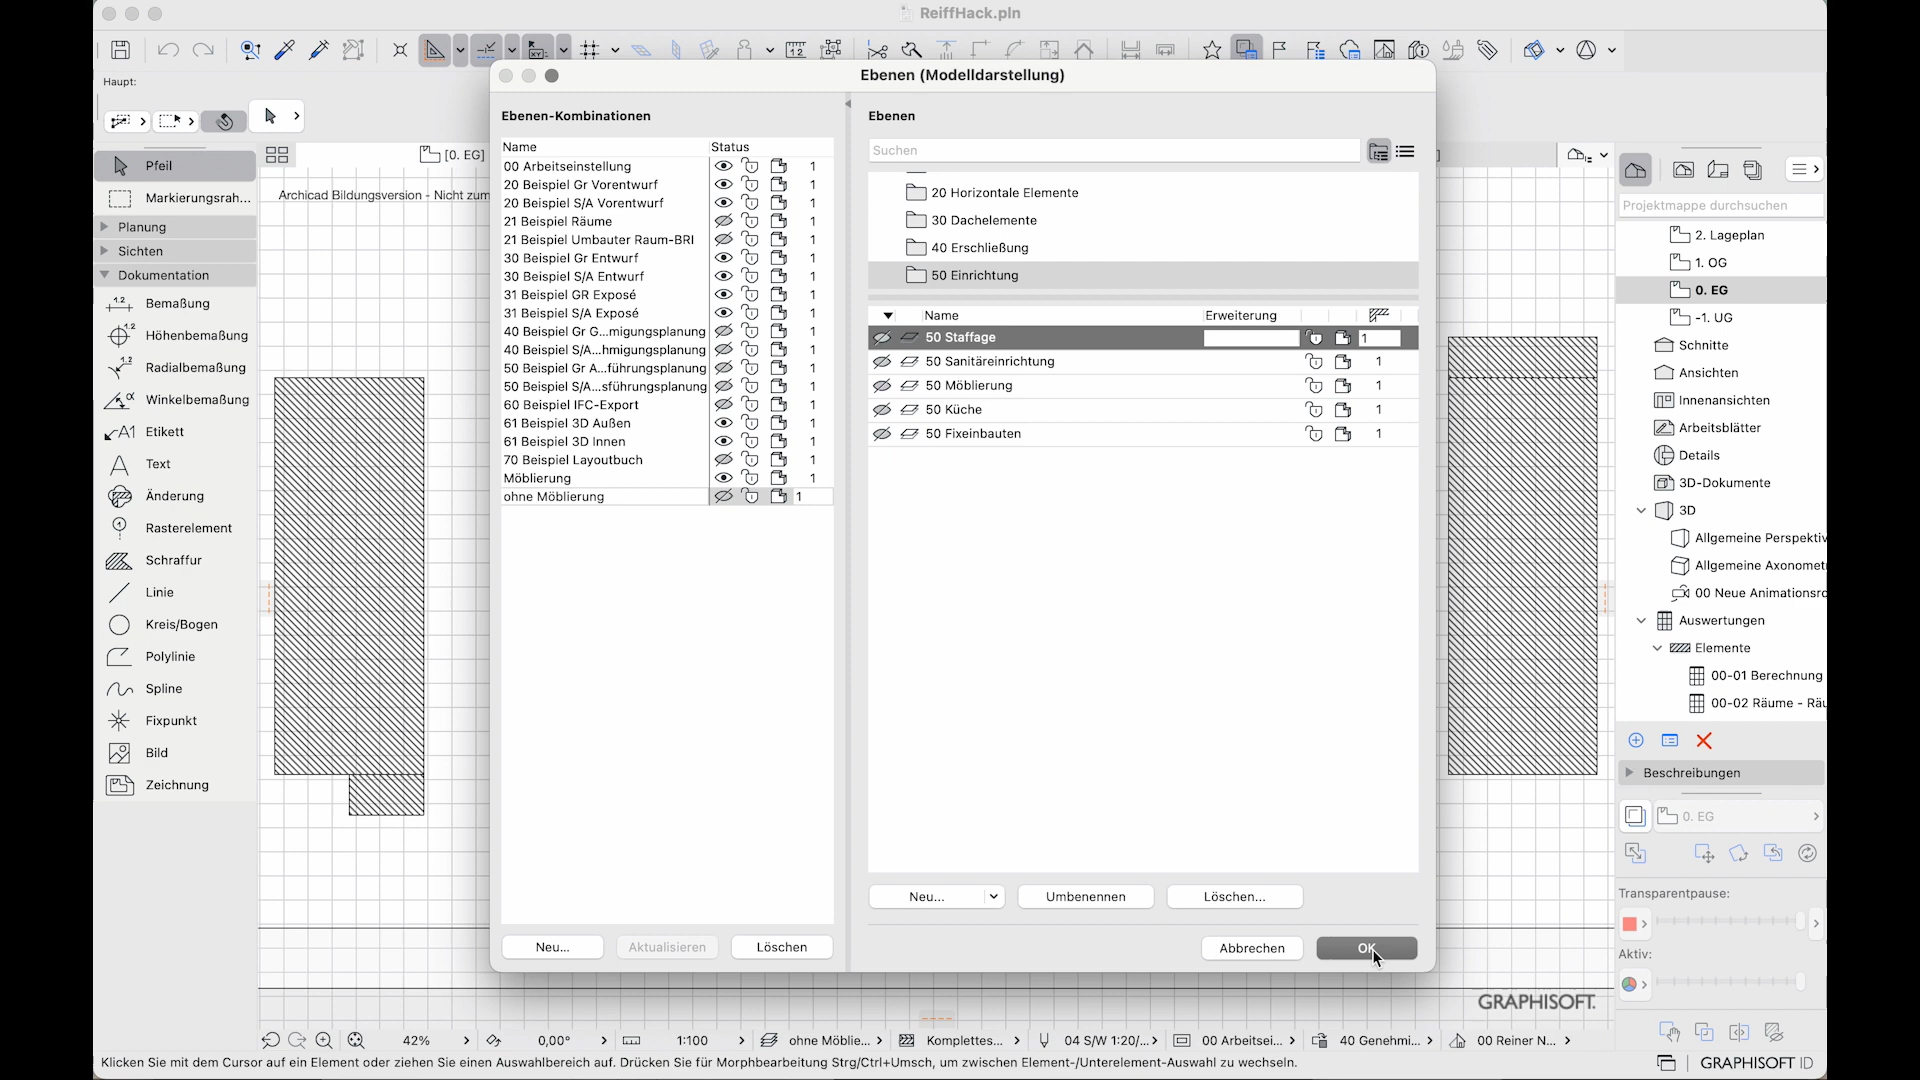 ReiffHack.pln
Haupt:
Pfeil
Markierungsrah...
Planung
Sichten
Dokumentation
Bemaßung
Höhenbemaßung
Radialbemaßung
Winkelbemaßung
Etikett
Text
Änderung
Rasterelement
Schraffur
Linie
Kreis/Bogen
Polylinie
Spline
Fixpunkt
Bild
Zeichnung
[0. EG]
Archicad Bildungsversion - Nicht zum
Ebenen (Modelldarstellung)
Ebenen-Kombinationen
Name Status
00 Arbeitseinstellung 1
20 Beispiel Gr Vorentwurf 1
20 Beispiel S/A Vorentwurf 1
21 Beispiel Räume 1
21 Beispiel Umbauter Raum-BRI 1
30 Beispiel Gr Entwurf 1
30 Beispiel S/A Entwurf 1
31 Beispiel GR Exposé 1
31 Beispiel S/A Exposé 1
40 Beispiel Gr G...migungsplanung 1
40 Beispiel S/A...hmigungsplanung 1
50 Beispiel Gr A...führungsplanung 1
50 Beispiel S/A...sführungsplanung 1
60 Beispiel IFC-Export 1
61 Beispiel 3D Außen 1
61 Beispiel 3D Innen 1
70 Beispiel Layoutbuch 1
Möblierung 1
ohne Möblierung 1
Neu... Aktualisieren Löschen
Ebenen
Suchen
20 Horizontale Elemente
30 Dachelemente
40 Erschließung
50 Einrichtung
Name Erweiterung
50 Staffage 1
50 Sanitäreinrichtung 1
50 Möblierung 1
50 Küche 1
50 Fixeinbauten 1
Neu... Umbenennen Löschen...
Abbrechen OK
Projektmappe durchsuchen
2. Lageplan
1. OG
0. EG
-1. UG
Schnitte
Ansichten
Innenansichten
Arbeitsblätter
Details
3D-Dokumente
3D
Allgemeine Perspektiv
Allgemeine Axonomet
00 Neue Animationsro
Auswertungen
Elemente
00-01 Berechnung
00-02 Räume - Räu
Beschreibungen
0. EG
Transparentpause:
Aktiv:
GRAPHISOFT.
42% 0,00° 1:100 ohne Möblie... Komplettes... 04 S/W 1:20/... 00 Arbeitsei... 40 Genehmi... 00 Reiner N...
Klicken Sie mit dem Cursor auf ein Element oder ziehen Sie einen Auswahlbereich auf. Drücken Sie für Morphbearbeitung Strg/Ctrl+Umsch, um zwischen Element-/Unterelement-Auswahl zu wechseln.
GRAPHISOFT ID